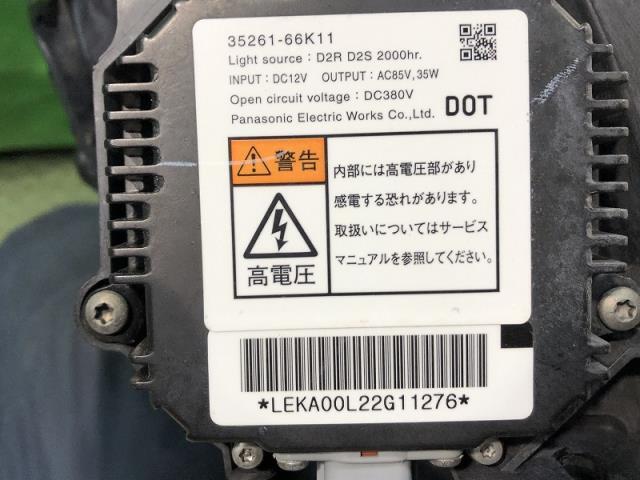 35261-66K11
Light source : D2R D2S 2000hr.
INPUT : DC12V OUTPUT : AC85V, 35W
Open circuit voltage : DC380V
Panasonic Electric Works Co.,Ltd. DOT
警告
高電圧
内部には高電圧部があり
感電する恐れがあります。
取扱いについてはサービス
マニュアルを参照してください。
*LEKA00L22G11276*